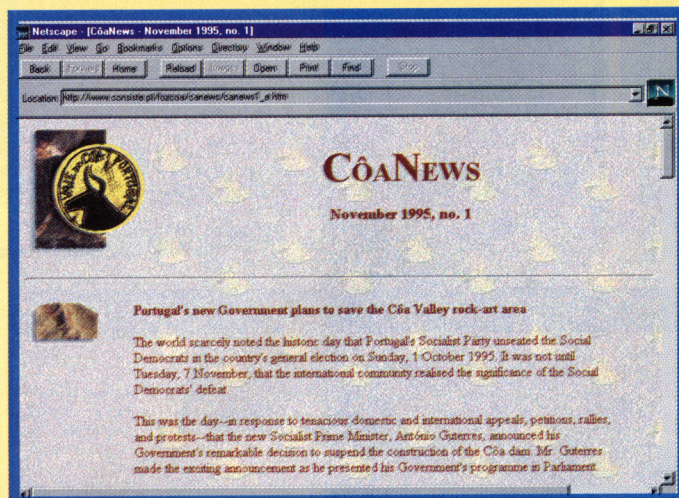 Netscape - [CôaNews - November 1995, no. 1]
File Edit View Go Bookmarks Options Directory Window Help
Back Forward Home Reload Images Open Print Find Stop
Location: http://www.consiste.pt/fozcoa/canews/canews1_e.htm
N
VALE DO CÔA PORTUGAL
CÔANEWS
November 1995, no. 1
Portugal's new Government plans to save the Côa Valley rock-art area
The world scarcely noted the historic day that Portugal's Socialist Party unseated the Social
Democrats in the country's general election on Sunday, 1 October 1995. It was not until
Tuesday, 7 November, that the international community realised the significance of the Social
Democrats' defeat
This was the day--in response to tenacious domestic and international appeals, petitions, rallies,
and protests--that the new Socialist Prime Minister, António Guterres, announced his
Government's remarkable decision to suspend the construction of the Côa dam. Mr. Guterres
made the exciting announcement as he presented his Government's programme in Parliament.